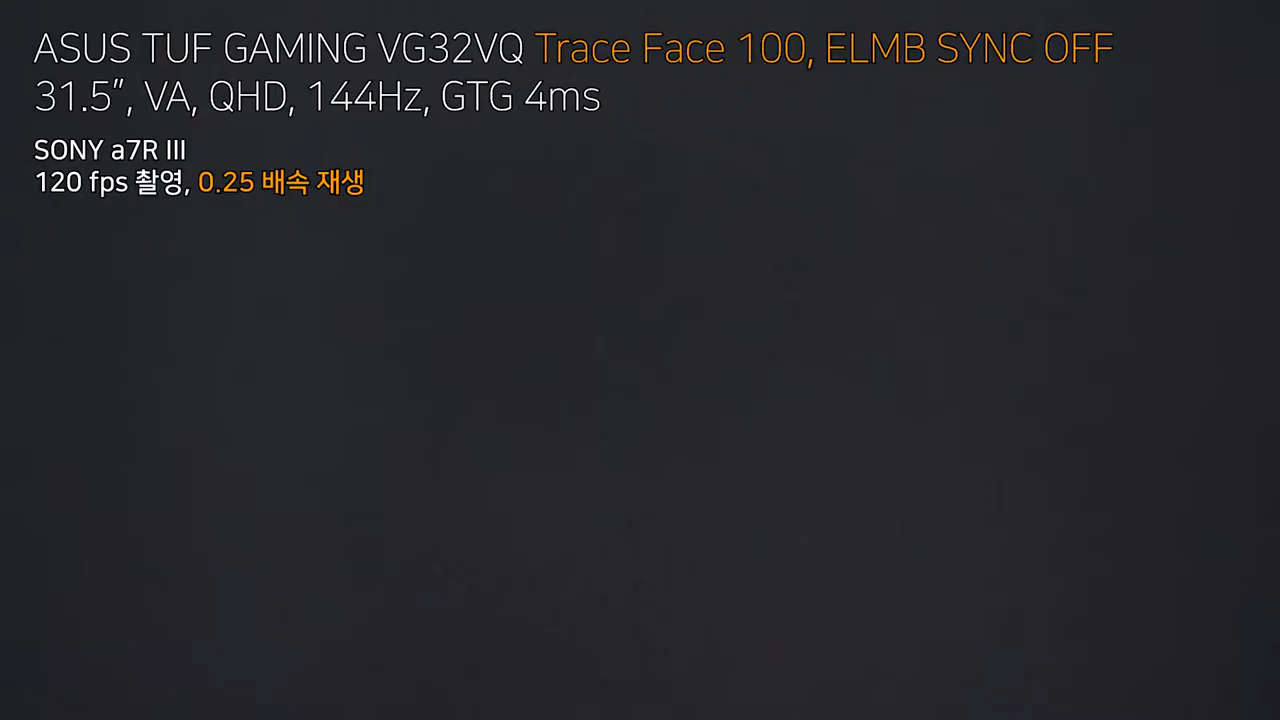 ASUS TUF GAMING VG32VQ Trace Face 100, ELMB SYNC OFF
31.5”, VA, QHD, 144Hz, GTG 4ms
SONY a7R III
120 fps 촬영, 0.25 배속 재생